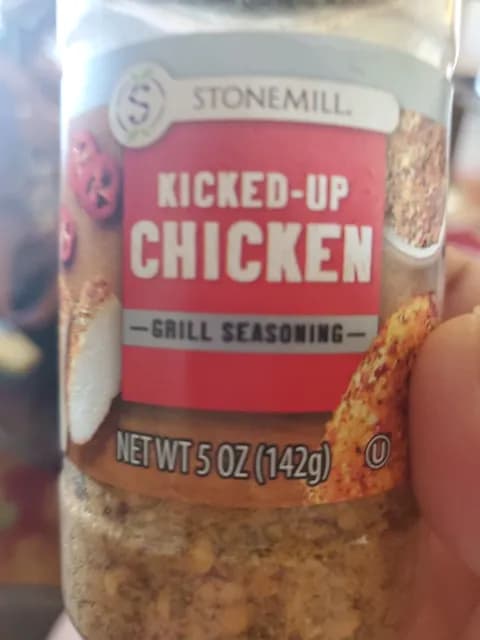 S
STONEMILL.
KICKED-UP
CHICKEN
—GRILL SEASONING—
NET WT 5 OZ (142g)
U